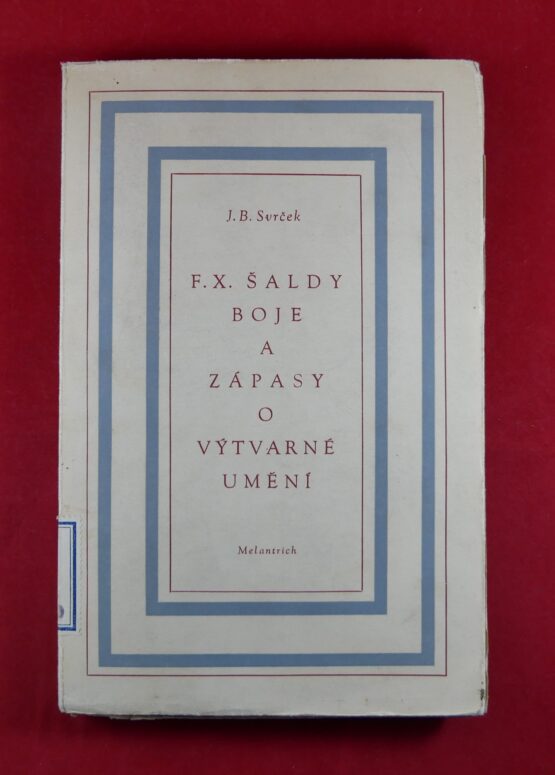 J. B. Svrček
F. X. ŠALDY
BOJE
A
ZÁPASY
O
VÝTVARNÉ
UMĚNÍ
Melantrich